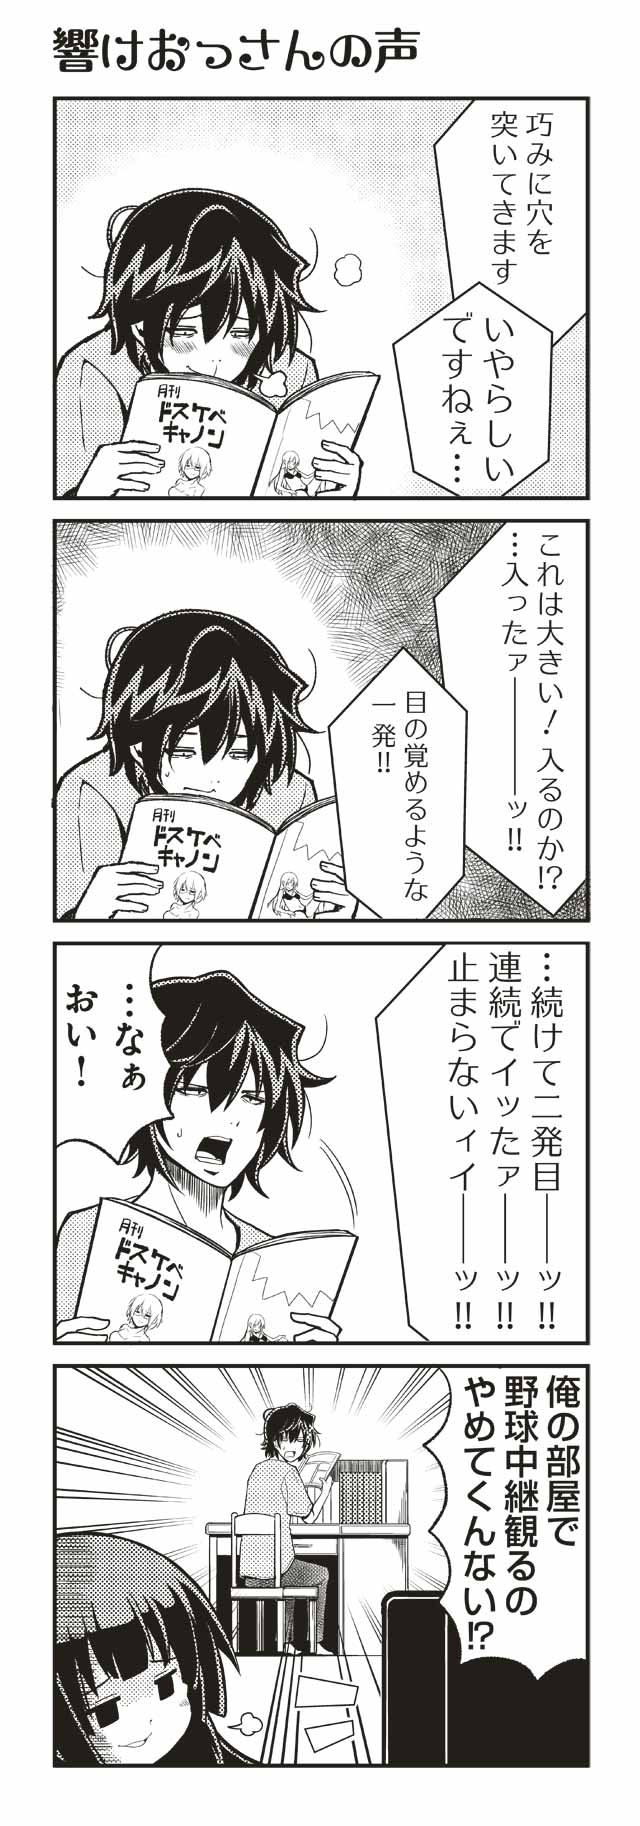 響けおっさんの声
巧みに穴を
突いてきます
いやらしい
ですねぇ…
月刊
ドスケベ
キャノン
これは大きい！入るのか!?
…入ったァ――――ッ!!
目の覚めるような
一発!!
月刊
ドスケベ
キャノン
…続けて二発目――ッ!!
連続でイッたァ――ッ!!
止まらないィイ――ッ!!
…なぁ
おい！
月刊
ドスケベ
キャノン
俺の部屋で
野球中継観るの
やめてくんない!?